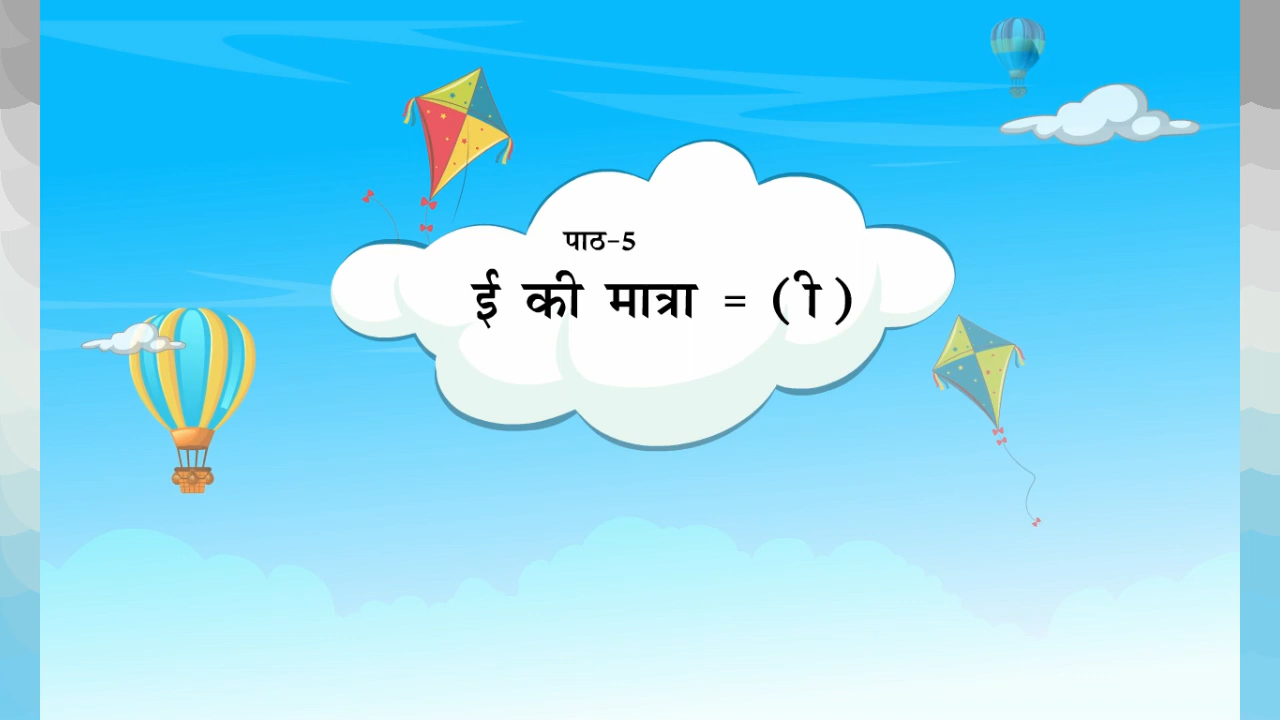 पाठ-5
ई की मात्रा = (ी)